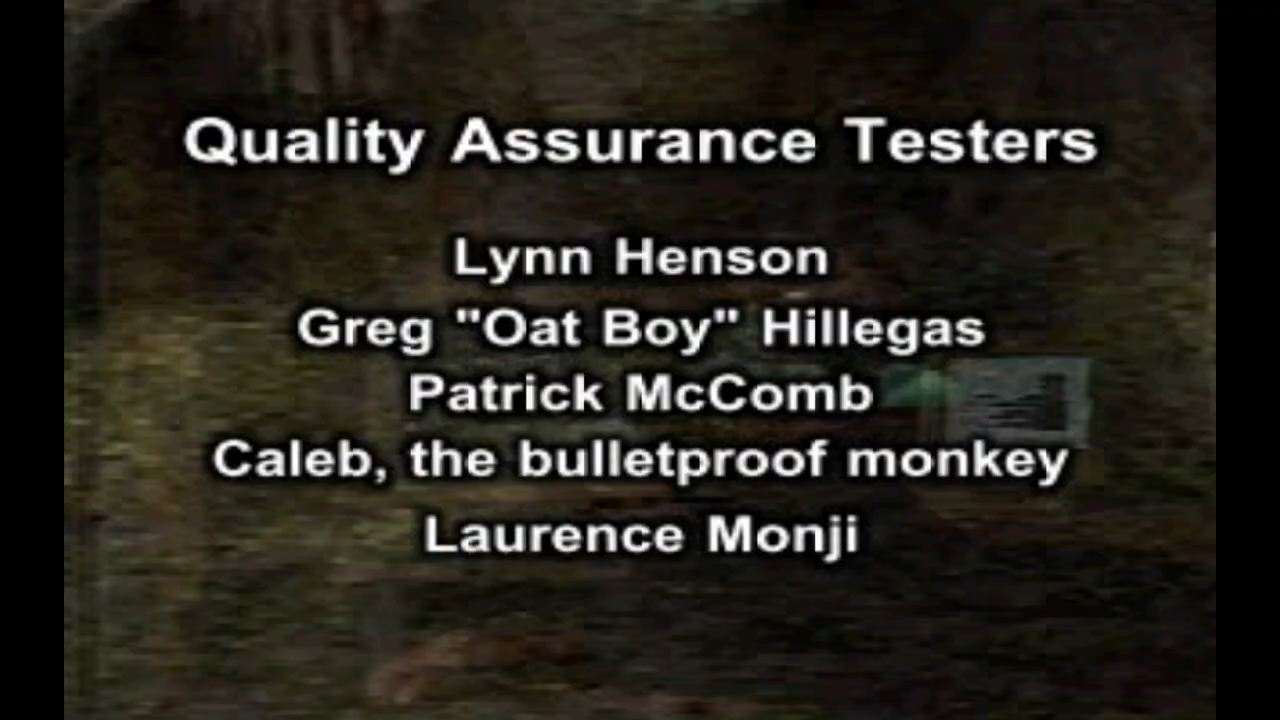 Quality Assurance Testers
Lynn Henson
Greg "Oat Boy" Hillegas
Patrick McComb
Caleb, the bulletproof monkey
Laurence Monji